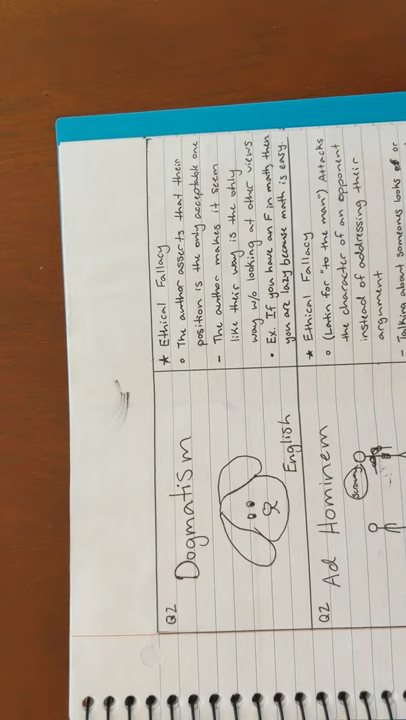 Q2
Dogmatism
English
★ Ethical Fallacy
○ The author asserts that their
position is the only acceptable one
- The author makes it seem
like their way is the only
way w/o looking at other views
• Ex. If you have an F in math, then
you are lazy because math is easy.
Q2
Ad Hominem
★ Ethical Fallacy
○ (Latin for "to the man") Attacks
the character of an opponent
instead of addressing their
argument
- Talking about someones looks or